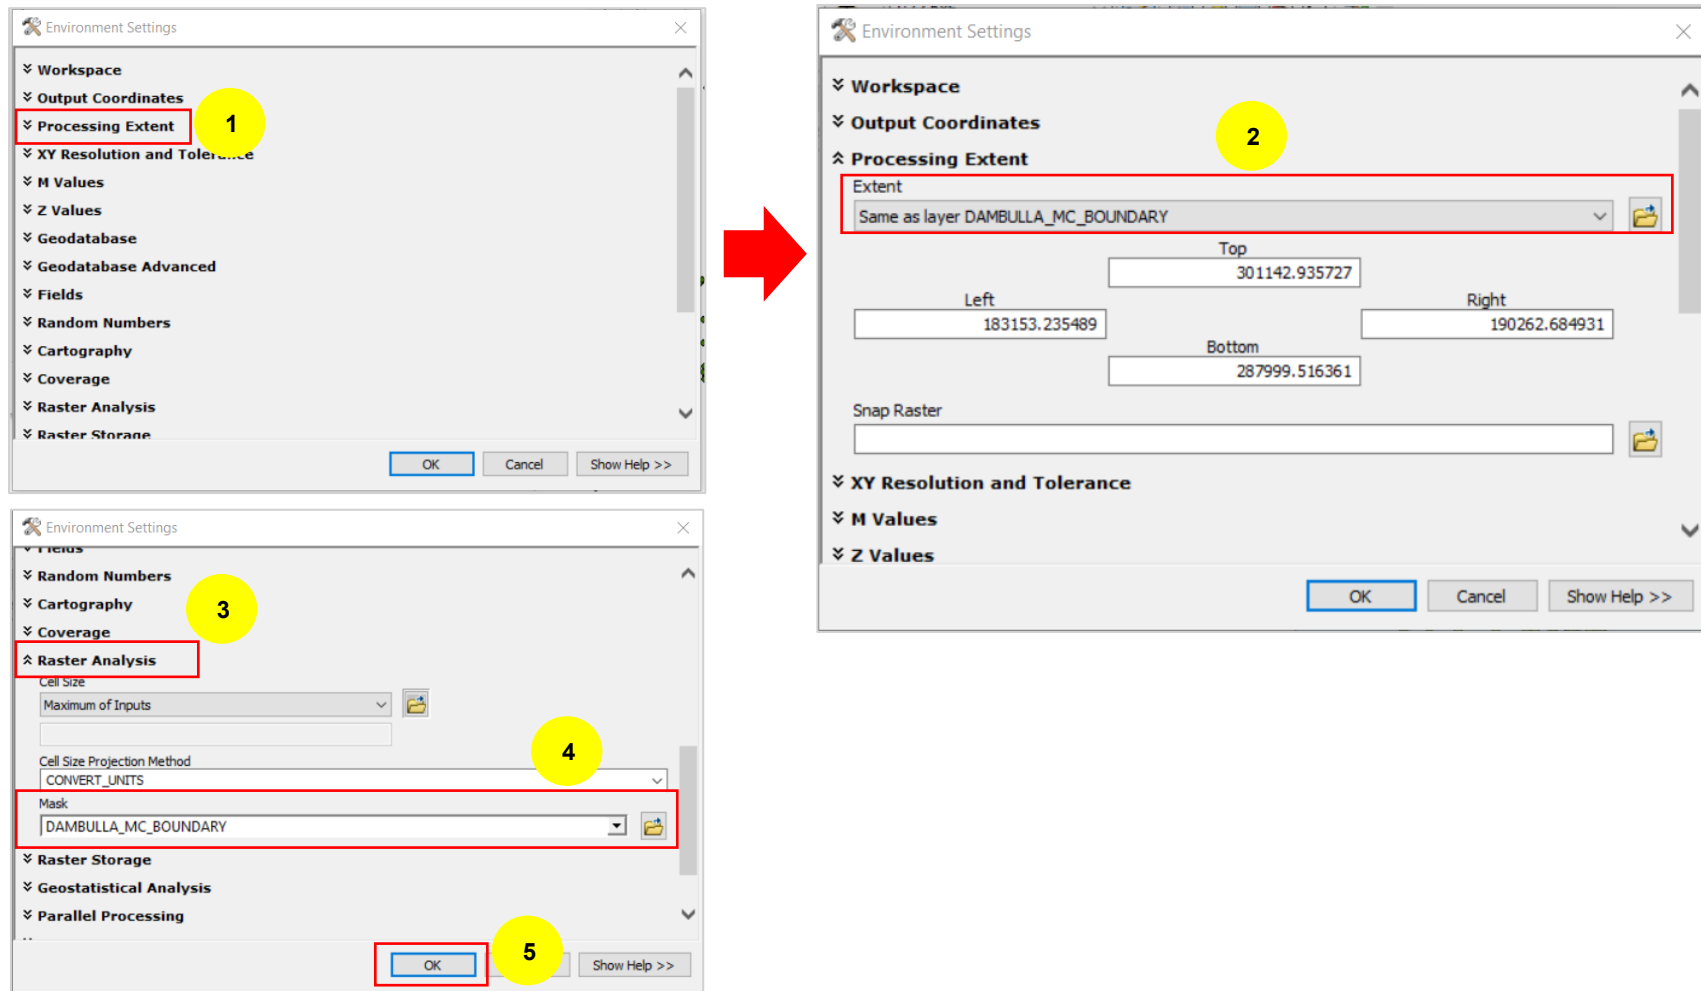 Environment Settings
Workspace
Output Coordinates
Processing Extent
1
XY Resolution and Tolerance
M Values
Z Values
Geodatabase
Geodatabase Advanced
Fields
Random Numbers
Cartography
Coverage
Raster Analysis
Raster Storage
OK Cancel Show Help >>
Environment Settings
Workspace
Output Coordinates
2
Processing Extent
Extent
Same as layer DAMBULLA_MC_BOUNDARY
Top
301142.935727
Left Right
183153.235489 190262.684931
Bottom
287999.516361
Snap Raster
XY Resolution and Tolerance
M Values
Z Values
OK Cancel Show Help >>
Environment Settings
Fields
Random Numbers
Cartography
3
Coverage
Raster Analysis
Cell Size
Maximum of Inputs
4
Cell Size Projection Method
CONVERT_UNITS
Mask
DAMBULLA_MC_BOUNDARY
Raster Storage
Geostatistical Analysis
Parallel Processing
5
OK Show Help >>